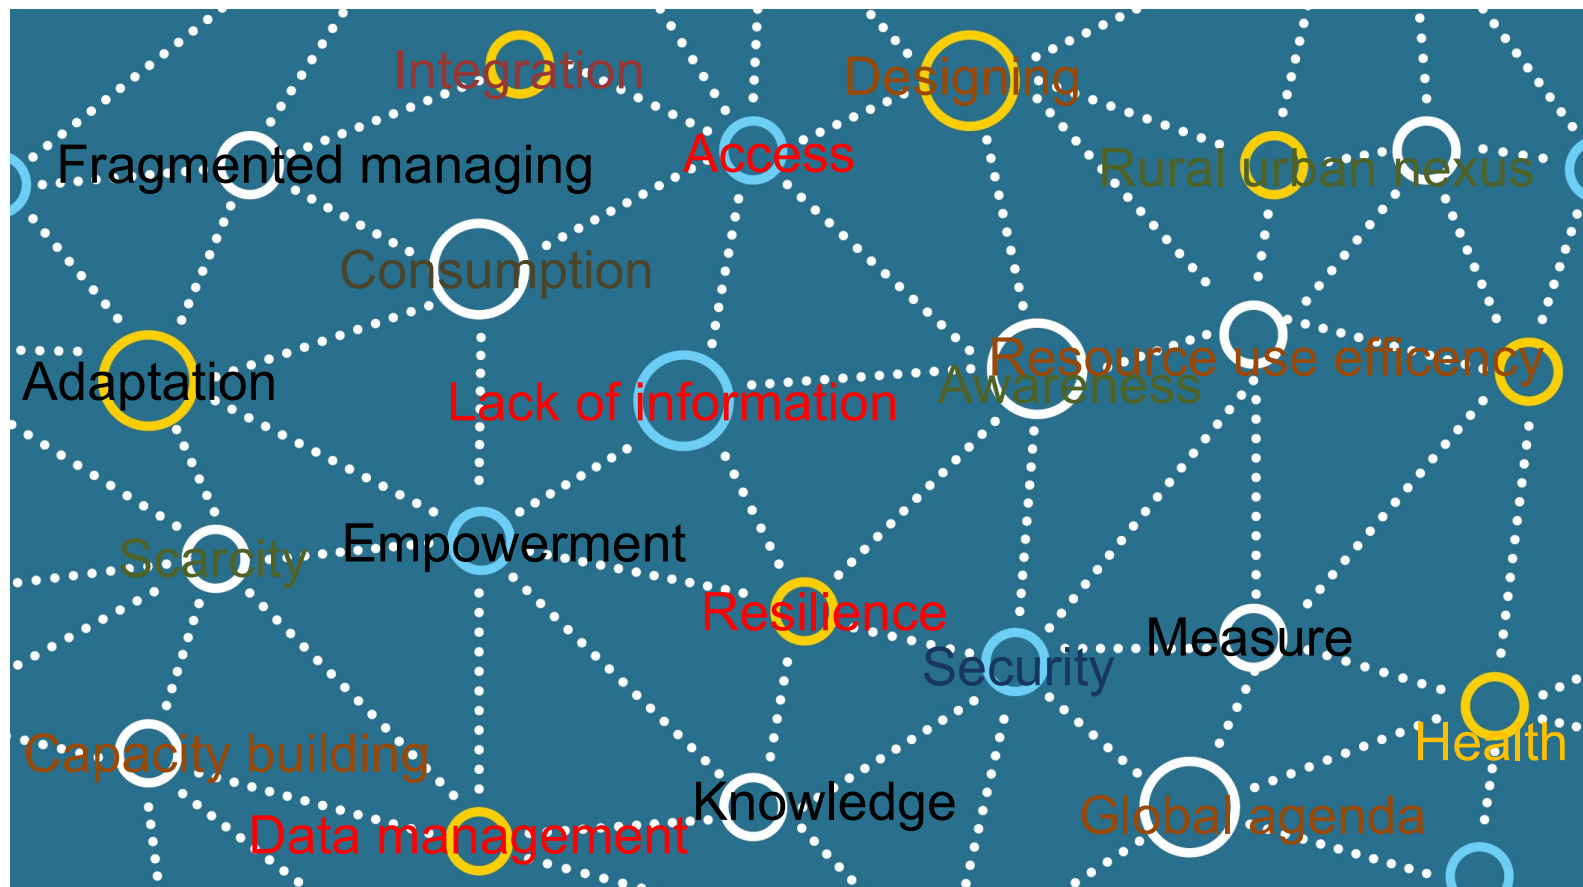 Integration
Designing
Access
Fragmented managing
Rural urban nexus
Consumption
Resource use efficency
Adaptation
Awareness
Lack of information
Empowerment
Scarcity
Resilience
Measure
Security
Health
Capacity building
Knowledge
Global agenda
Data management